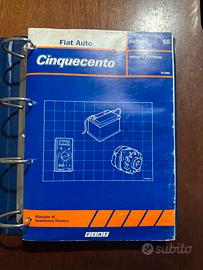 Fiat Auto
55
Cinquecento
Manuale di
Assistenza Tecnica
FIAT
subito